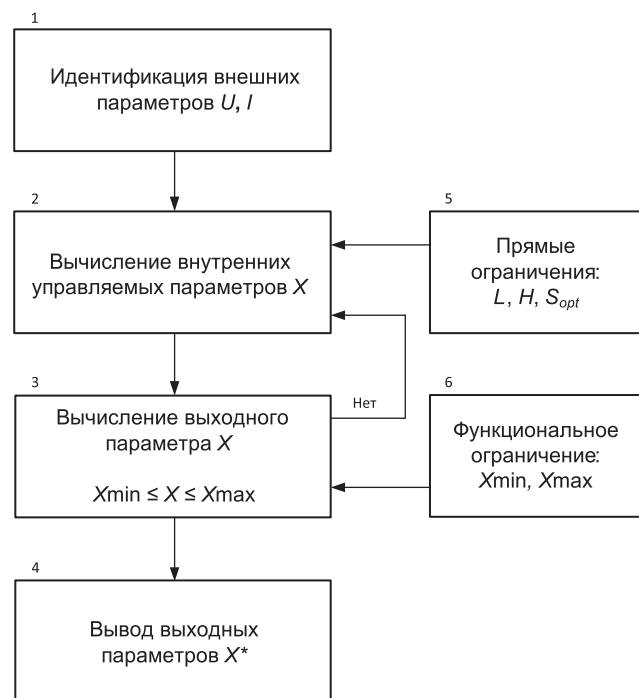 1
Идентификация внешних
параметров U, I
2
Вычисление внутренних
управляемых параметров X
5
Прямые
ограничения:
L, H, Sopt
3
Вычисление выходного
параметра X
Xmin ≤ X ≤ Xmax
Нет
6
Функциональное
ограничение:
Xmin, Xmax
4
Вывод выходных
параметров X*